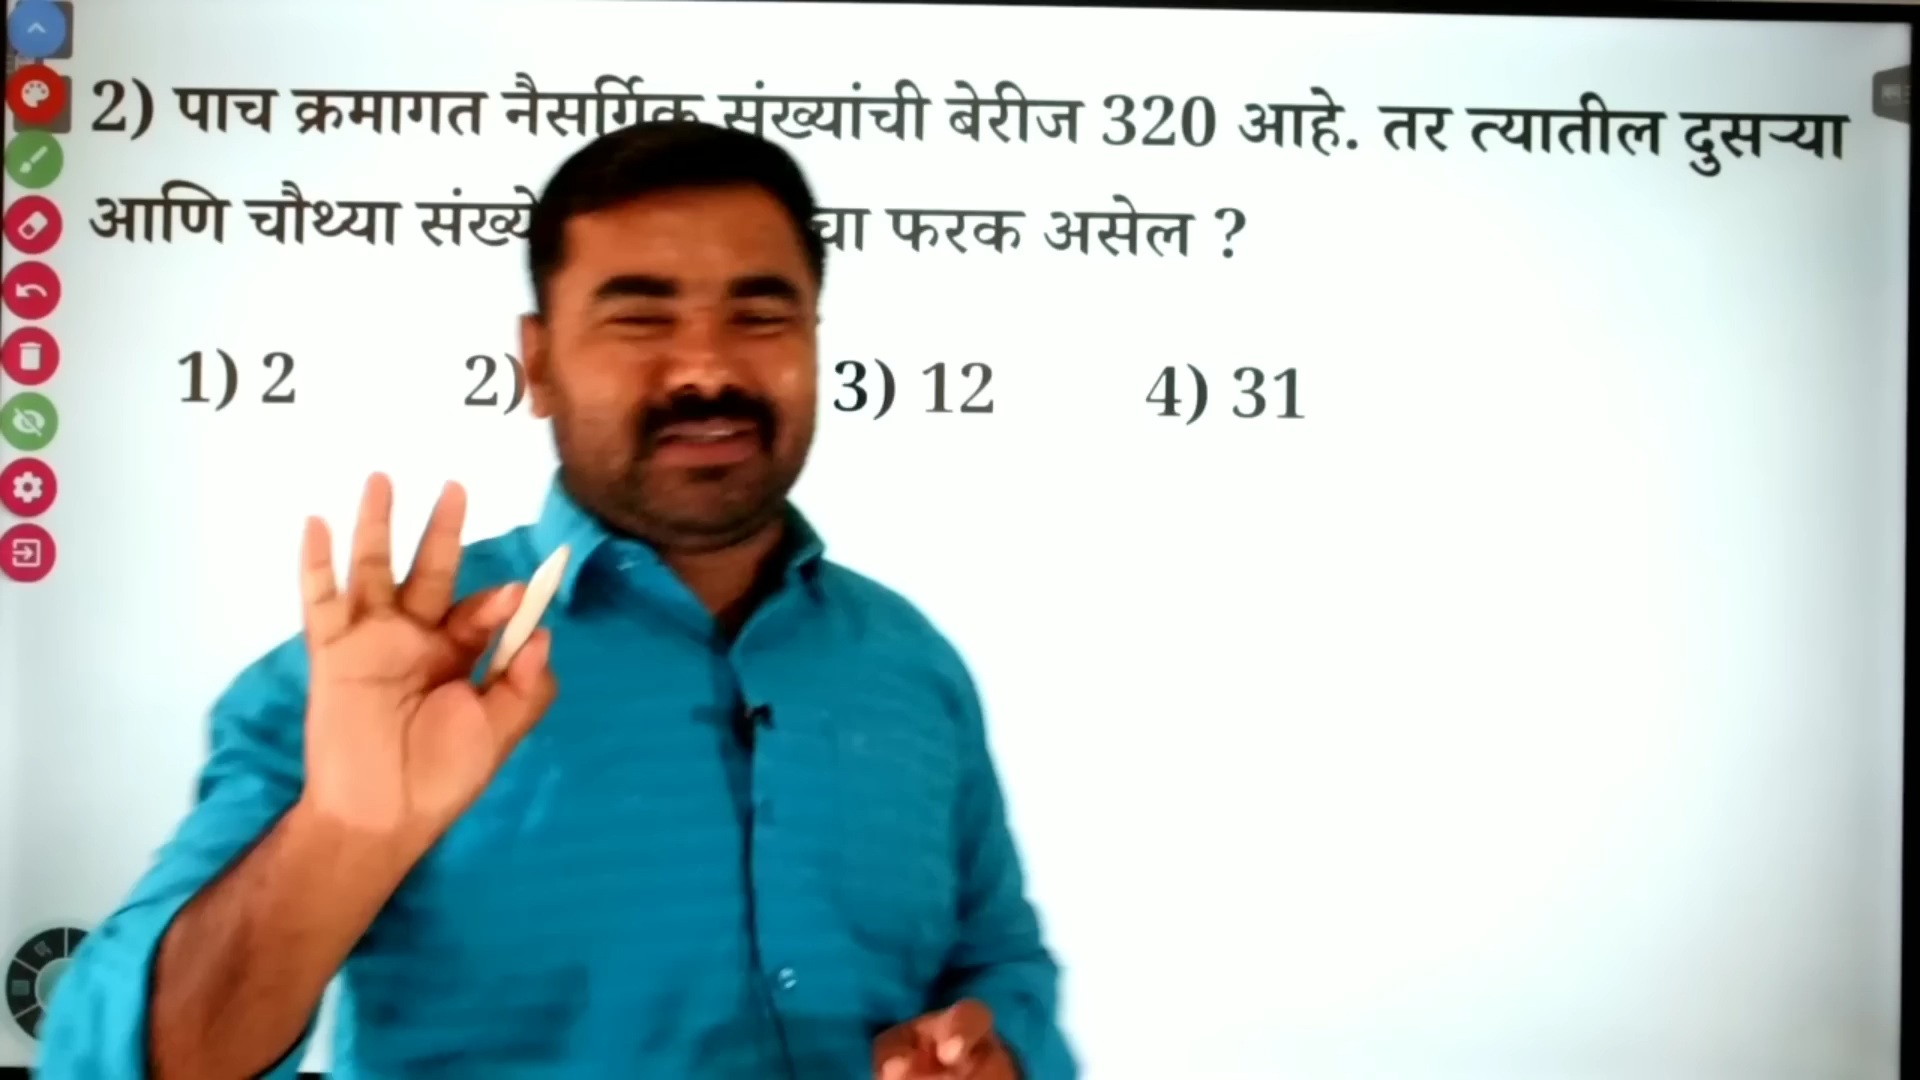 2) पाच क्रमागत नैसर्गिक संख्यांची बेरीज 320 आहे. तर त्यातील दुसऱ्या
आणि चौथ्या चा फरक असेल ?
1) 2 2) 3) 12 4) 31